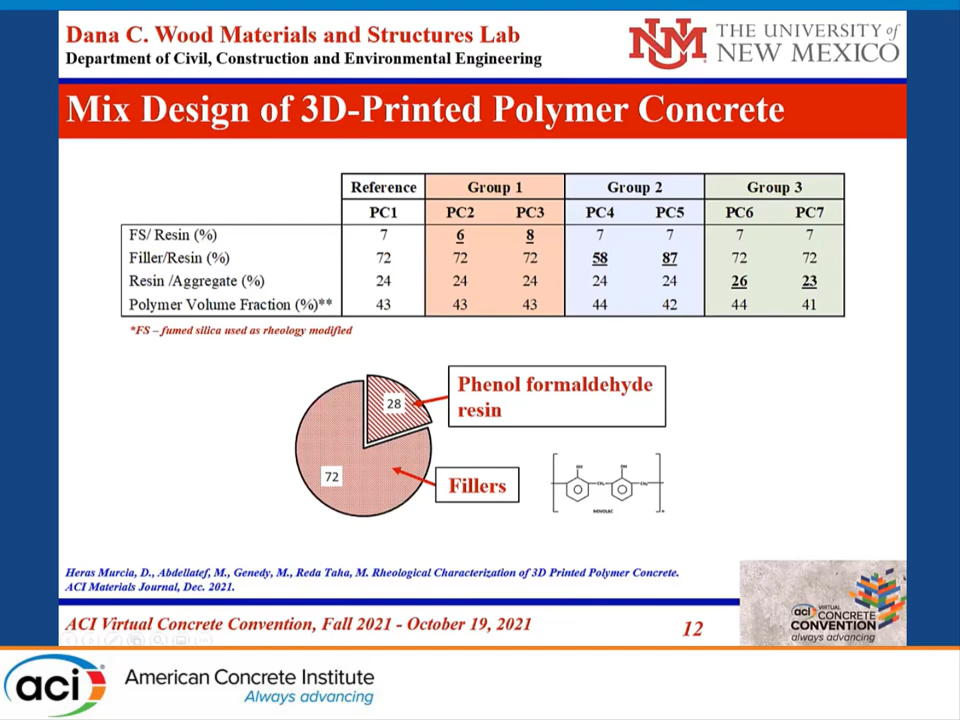 Dana C. Wood Materials and Structures Lab
Department of Civil, Construction and Environmental Engineering
UNM
THE UNIVERSITY of
NEW MEXICO
Mix Design of 3D-Printed Polymer Concrete
Reference Group 1 Group 2 Group 3
PC1 PC2 PC3 PC4 PC5 PC6 PC7
FS/ Resin (%) 7 6 8 7 7 7 7
Filler/Resin (%) 72 72 72 58 87 72 72
Resin /Aggregate (%) 24 24 24 24 24 26 23
Polymer Volume Fraction (%)** 43 43 43 44 42 44 41
*FS – fumed silica used as rheology modified
28
Phenol formaldehyde
resin
72
Fillers
OH OH
CH₂ CH₂
n
NOVOLAC
Heras Murcia, D., Abdellatef, M., Genedy, M., Reda Taha, M. Rheological Characterization of 3D Printed Polymer Concrete.
ACI Materials Journal, Dec. 2021.
ACI Virtual Concrete Convention, Fall 2021 - October 19, 2021
12
aci VIRTUAL
CONCRETE
CONVENTION
always advancing
aci
American Concrete Institute
Always advancing